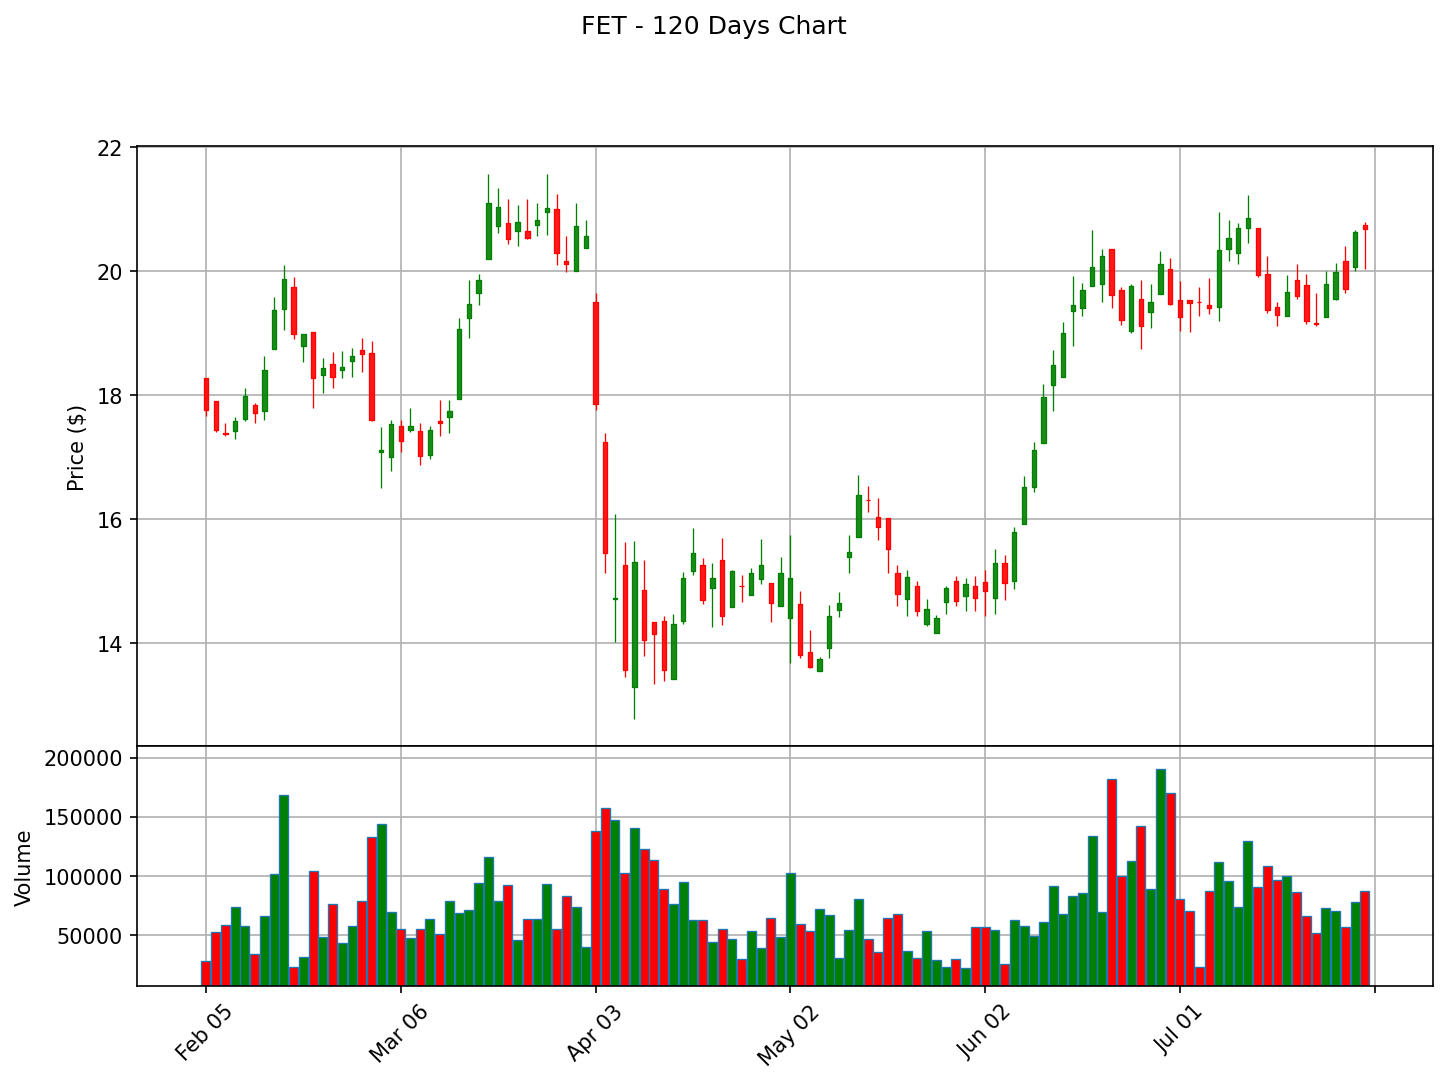 FET - 120 Days Chart
22
20
18
16
14
Price ($)
200000
150000
100000
50000
Volume
Feb 05
Mar 06
Apr 03
May 02
Jun 02
Jul 01